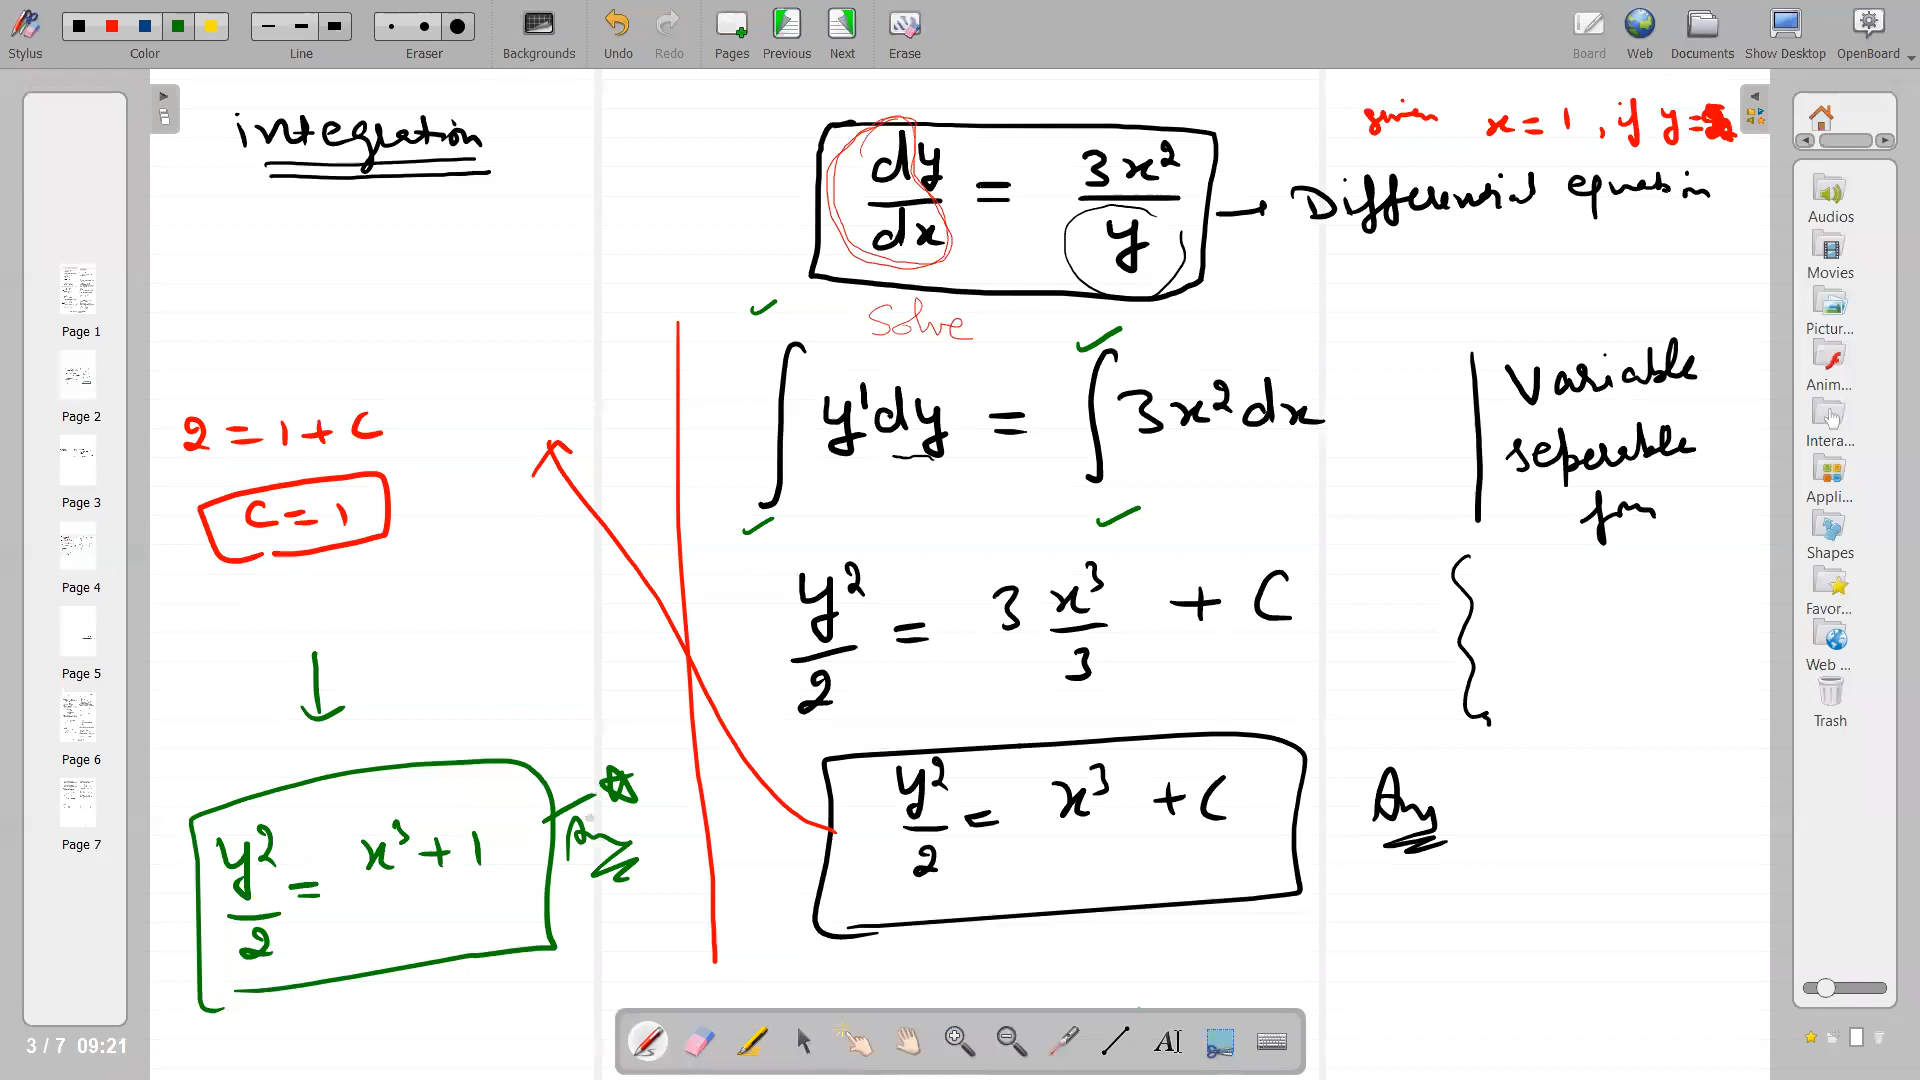 Stylus
Color
Line
Eraser
Backgrounds
Undo
Redo
Pages
Previous
Next
Erase
Board
Web
Documents
Show Desktop
OpenBoard
integration
dy/dx = 3x²/y → Differential equation
given x = 1, if y =
Solve
∫ y¹dy = ∫ 3x²dx
Variable
seperable
form
y²/2 = 3 x³/3 + C
y²/2 = x³ + C
Ans
2 = 1 + C
C = 1
y²/2 = x³ + 1
Ans
Page 1
Page 2
Page 3
Page 4
Page 5
Page 6
Page 7
3 / 7 09:21
Audios
Movies
Pictur...
Anim...
Intera...
Appli...
Shapes
Favor...
Web ...
Trash